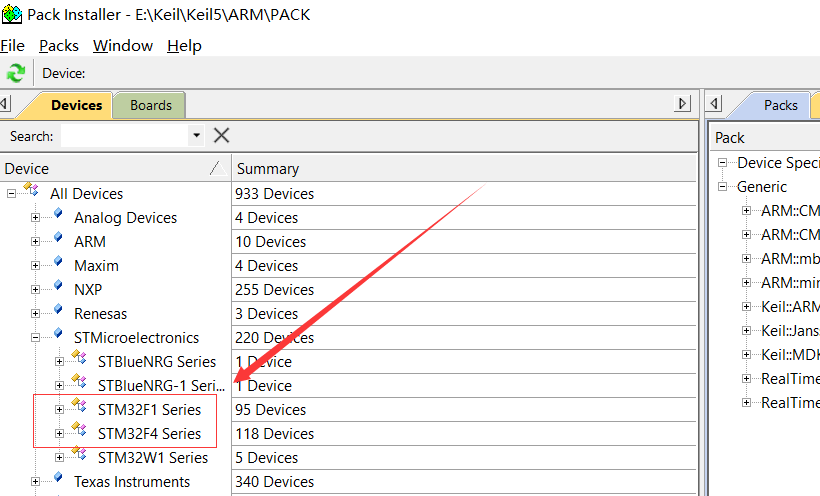 Pack Installer - E:\Keil\Keil5\ARM\PACK
File Packs Window Help
Device:
Devices Boards Packs
Search:
Device Summary Pack
All Devices 933 Devices Device Speci
Analog Devices 4 Devices Generic
ARM 10 Devices ARM::CM
Maxim 4 Devices ARM::CM
NXP 255 Devices ARM::mb
Renesas 3 Devices ARM::min
STMicroelectronics 220 Devices Keil::ARM
STBlueNRG Series 1 Device Keil::Jans
STBlueNRG-1 Seri... 1 Device Keil::MDK
STM32F1 Series 95 Devices RealTime
STM32F4 Series 118 Devices RealTime
STM32W1 Series 5 Devices
Texas Instruments 340 Devices